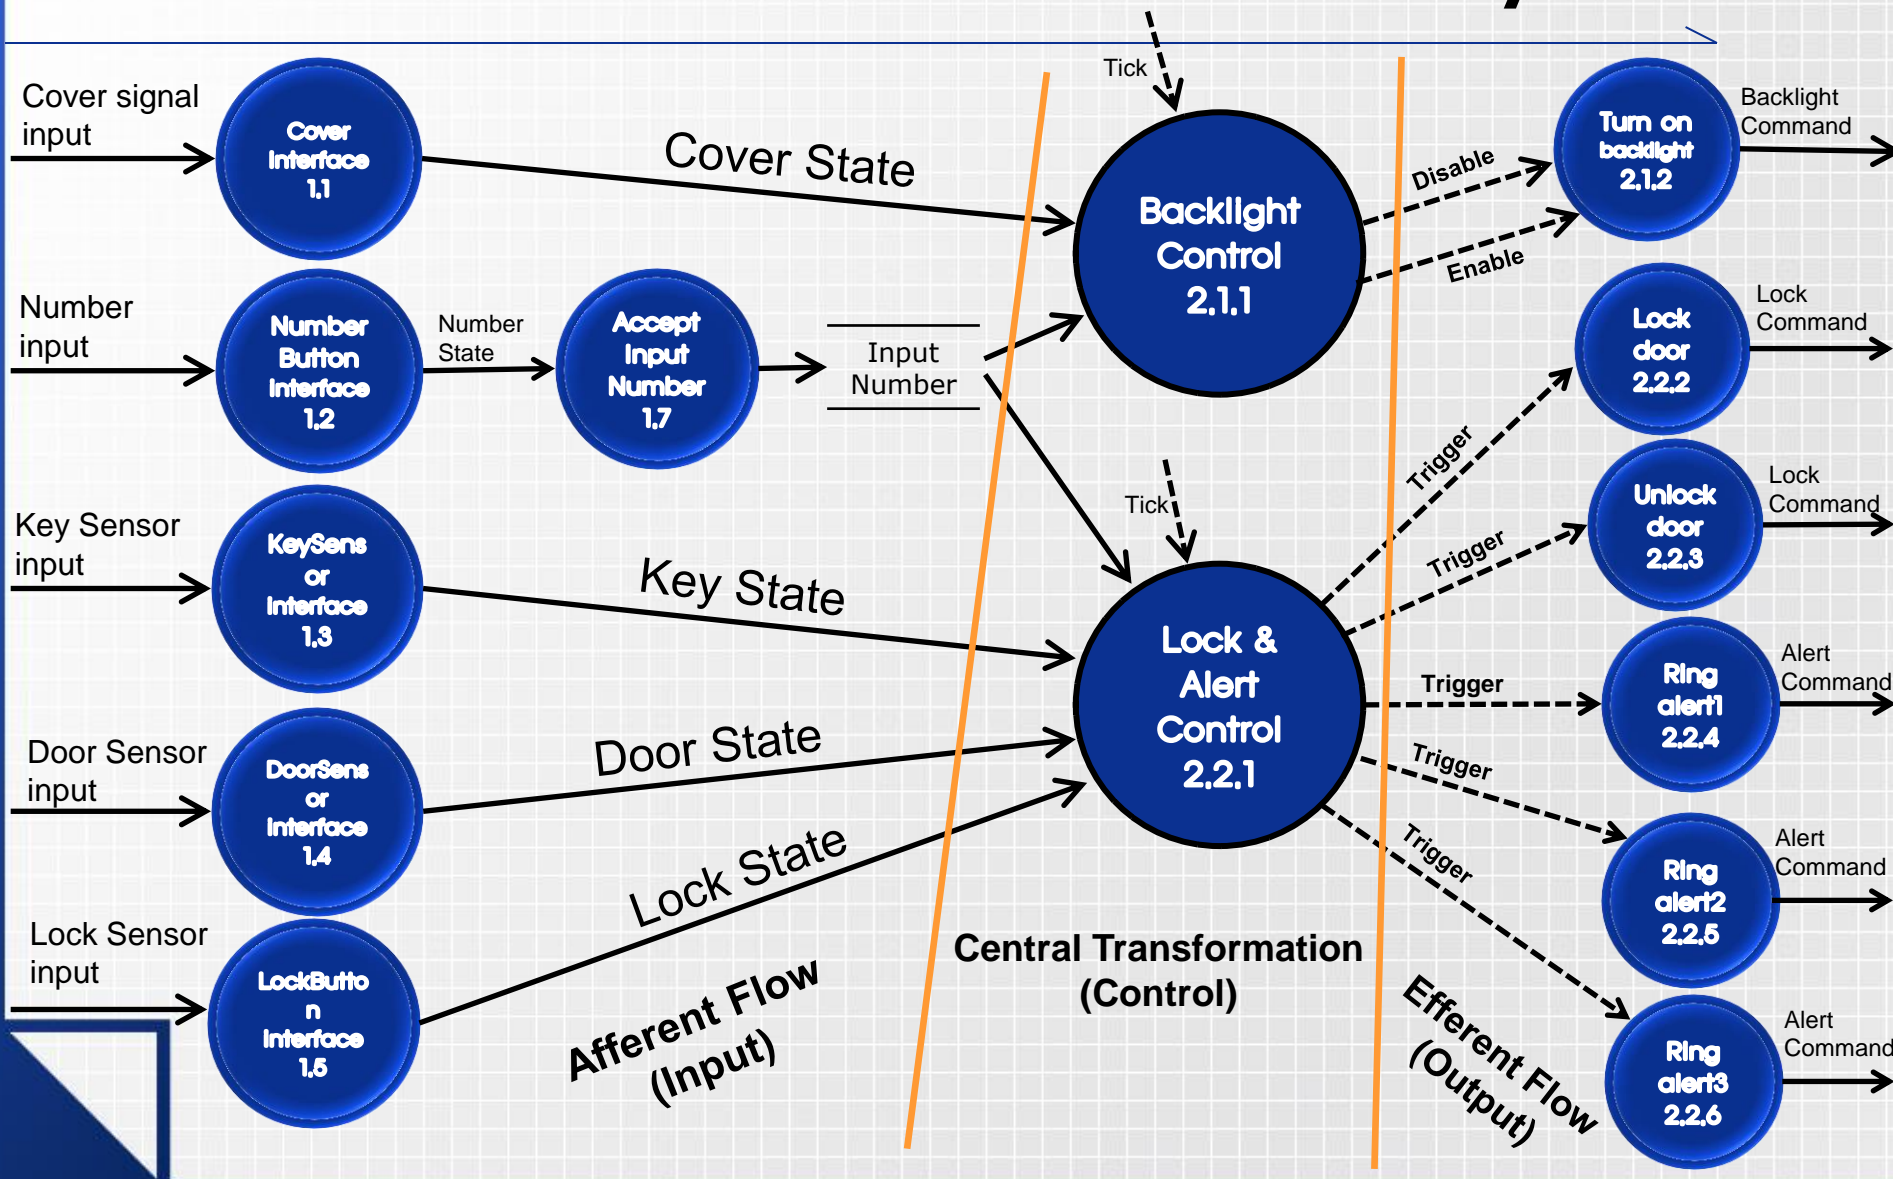 Tick
Cover signal
input
Cover
Interface
1.1
Cover State
Backlight
Control
2.1.1
Disable
Enable
Turn on
backlight
2.1.2
Backlight
Command
Number
input
Number
Button
Interface
1.2
Number
State
Accept
Input
Number
1.7
Input
Number
Lock
door
2.2.2
Lock
Command
Key Sensor
input
KeySens
or
Interface
1.3
Key State
Tick
Trigger
Unlock
door
2.2.3
Lock
Command
Trigger
Lock &
Alert
Control
2.2.1
Trigger
Ring
alert1
2.2.4
Alert
Command
Door Sensor
input
DoorSens
or
Interface
1.4
Door State
Trigger
Ring
alert2
2.2.5
Alert
Command
Lock Sensor
input
LockButto
n
Interface
1.5
Lock State
Trigger
Ring
alert3
2.2.6
Alert
Command
Afferent Flow
(Input)
Central Transformation
(Control)
Efferent Flow
(Output)